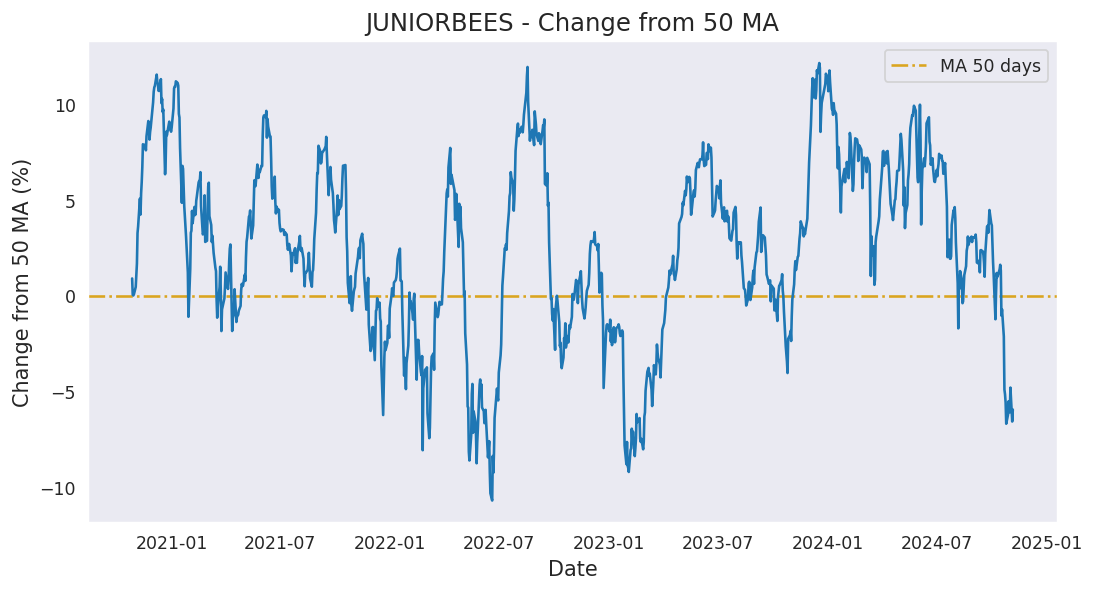 JUNIORBEES - Change from 50 MA
MA 50 days
Change from 50 MA (%)
10
5
0
−5
−10
2021-01 2021-07 2022-01 2022-07 2023-01 2023-07 2024-01 2024-07 2025-01
Date